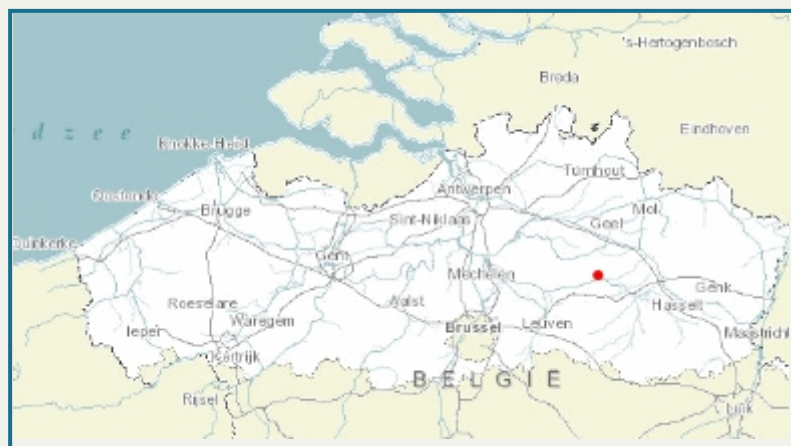 's-Hertogenbosch
Breda
d z e e
Eindhoven
Knokke-Heist
Turnhout
Antwerpen
Oostende
Mol
Brugge
Sint-Niklaas
Geel
Duinkerke
Gent
Mechelen
Genk
Roeselare
Aalst
Hasselt
Waregem
Brussel
Leuven
Ieper
Maastricht
Kortrijk
BELGIË
Rijsel
Luik